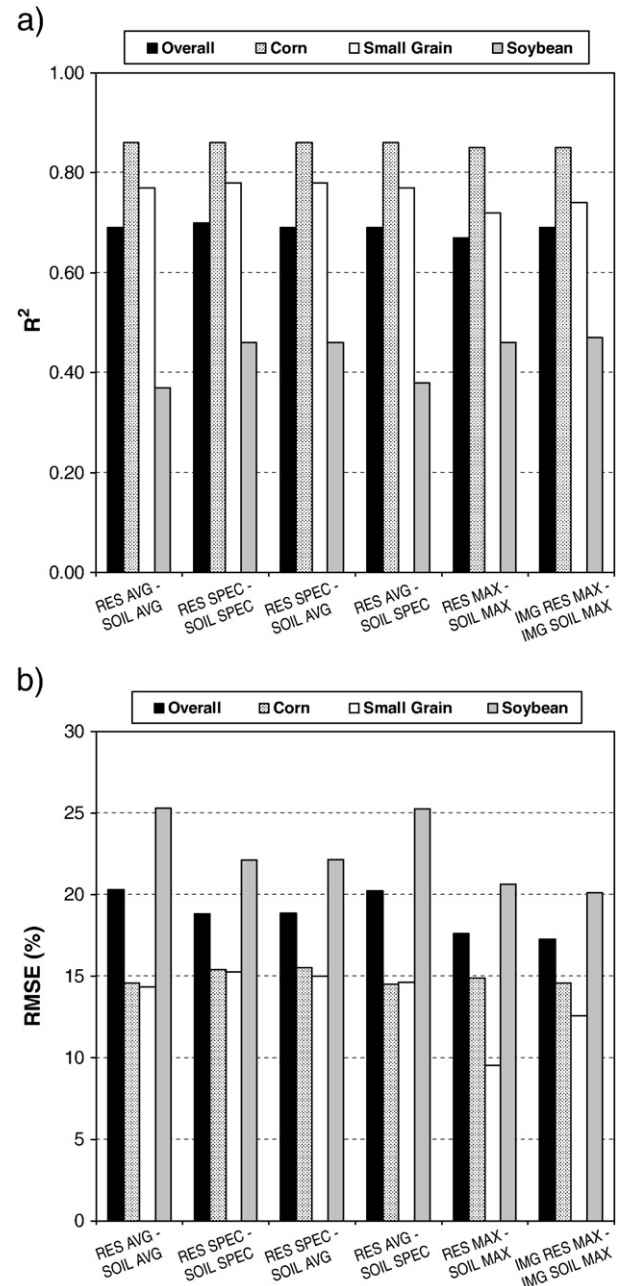 a)
Overall Corn Small Grain Soybean
1.00
0.80
0.60
0.40
0.20
0.00
R²
RES AVG - SOIL AVG
RES SPEC - SOIL SPEC
RES SPEC - SOIL AVG
RES AVG - SOIL SPEC
RES MAX - SOIL MAX
IMG RES MAX - IMG SOIL MAX
b)
Overall Corn Small Grain Soybean
30
25
20
15
10
5
0
RMSE (%)
RES AVG - SOIL AVG
RES SPEC - SOIL SPEC
RES SPEC - SOIL AVG
RES AVG - SOIL SPEC
RES MAX - SOIL MAX
IMG RES MAX - IMG SOIL MAX